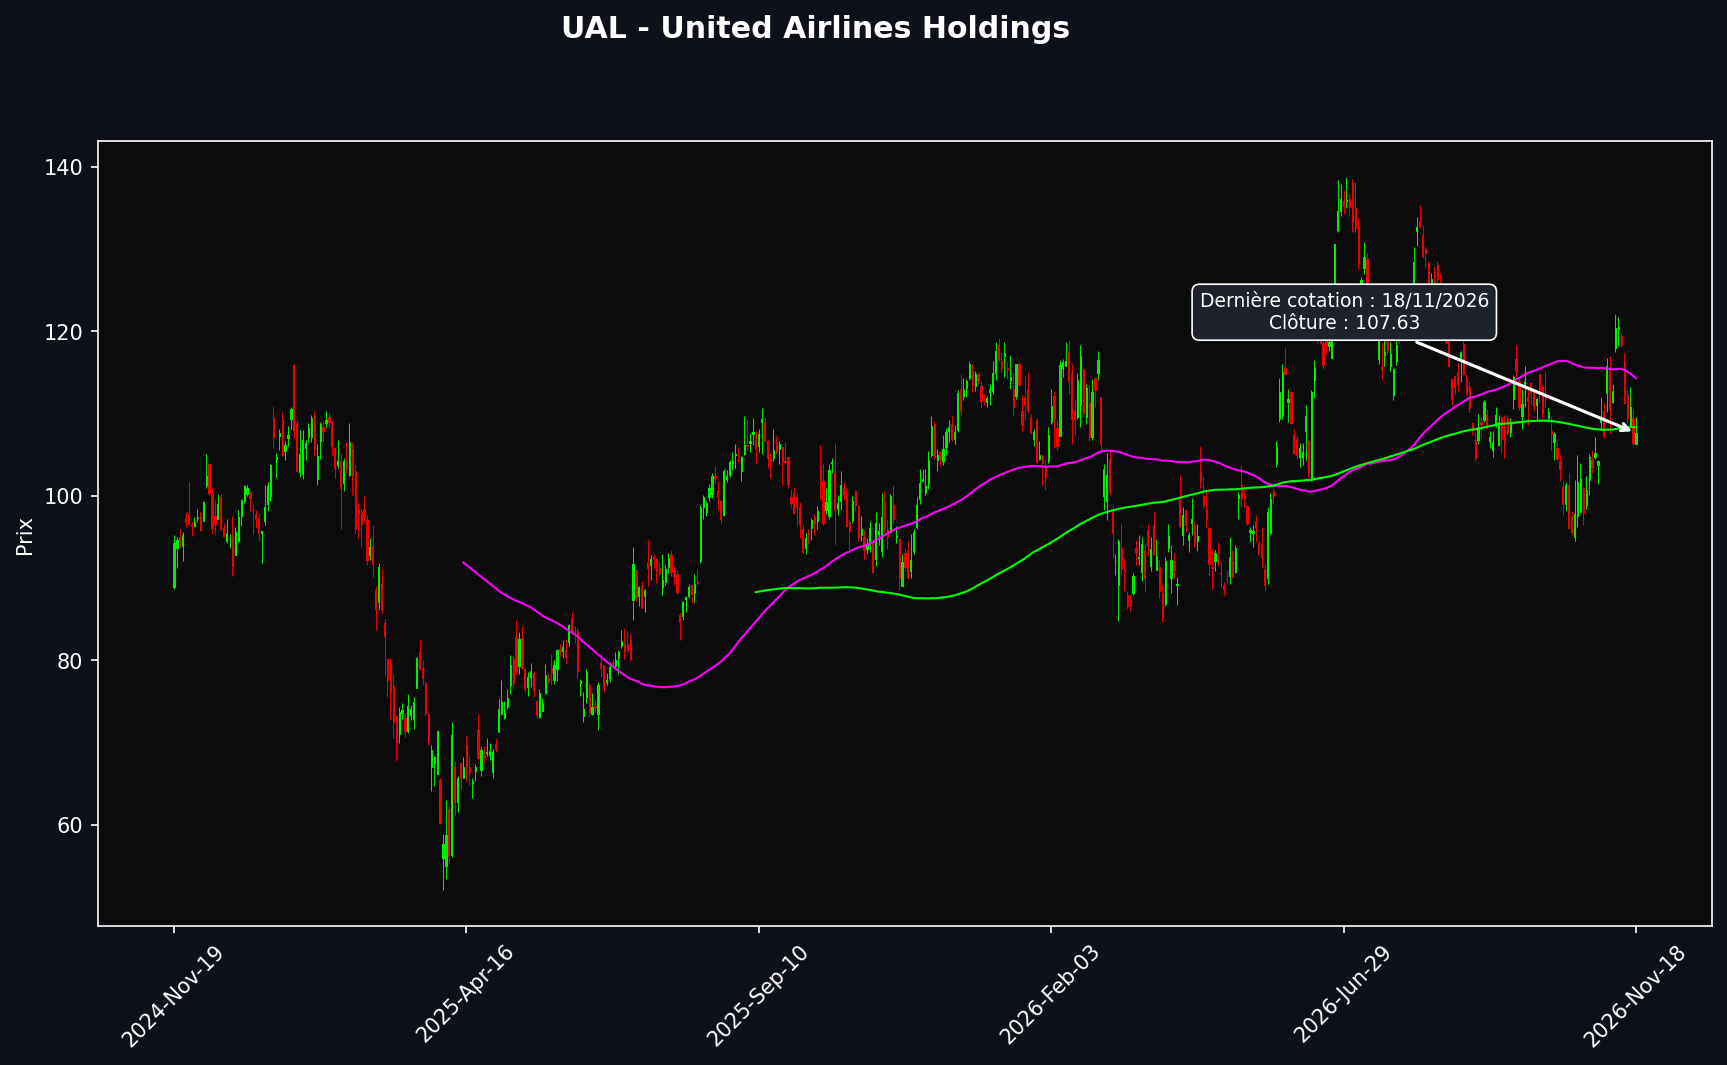 UAL - United Airlines Holdings
140
120
100
80
60
Prix
Dernière cotation : 18/11/2026
Clôture : 107.63
2024-Nov-19
2025-Apr-16
2025-Sep-10
2026-Feb-03
2026-Jun-29
2026-Nov-18